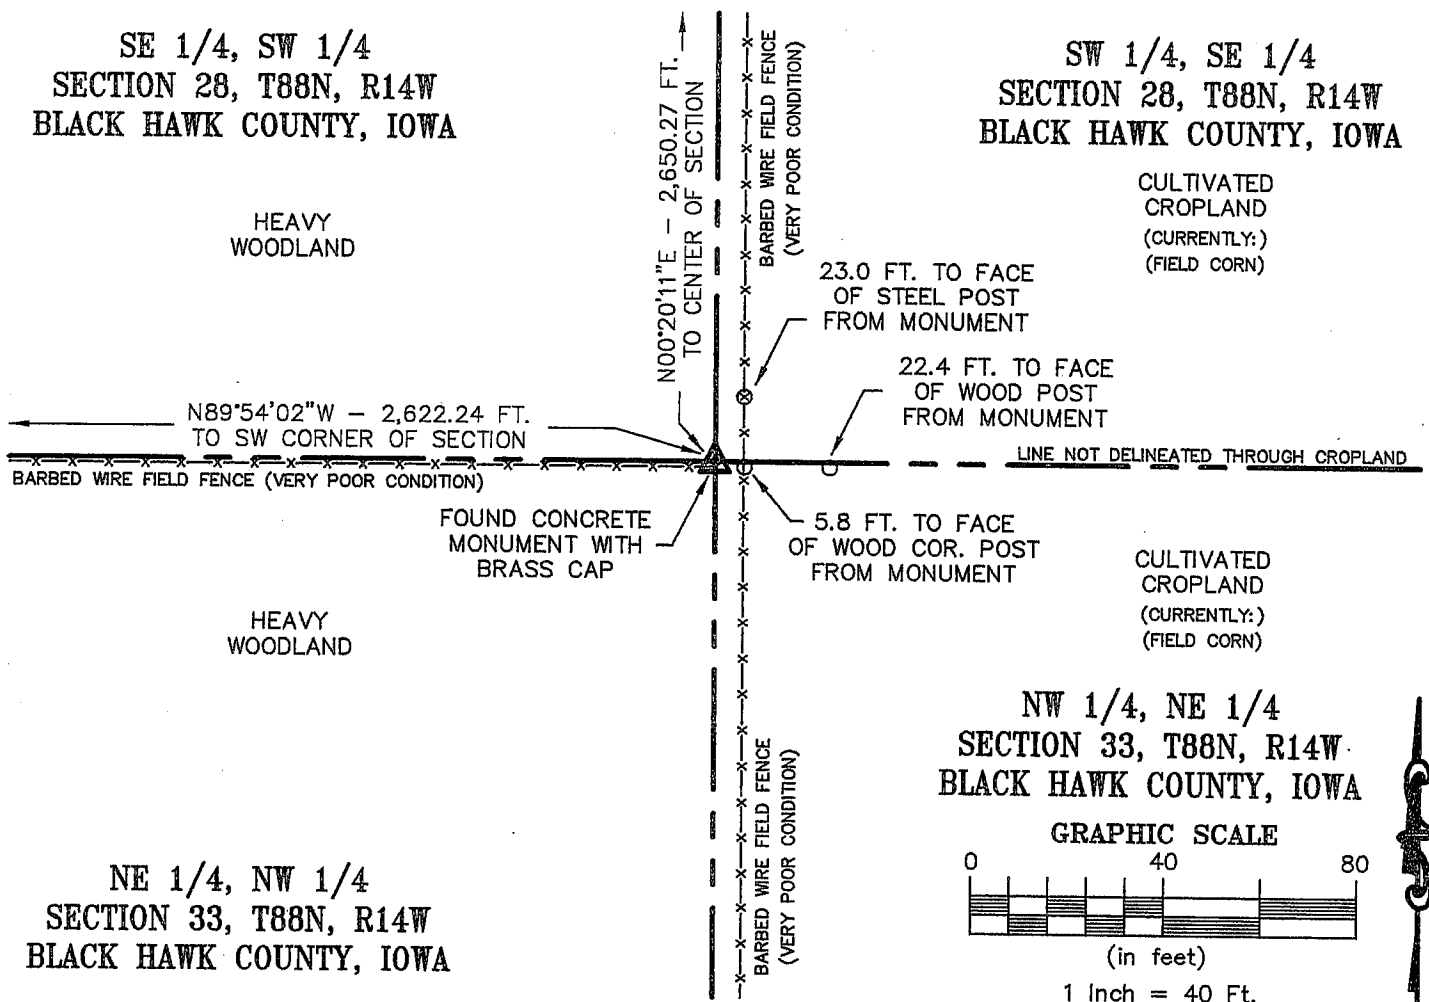 SE 1/4, SW 1/4
SECTION 28, T88N, R14W
BLACK HAWK COUNTY, IOWA
HEAVY
WOODLAND
N00°20'11"E - 2,650.27 FT.
TO CENTER OF SECTION
BARBED WIRE FIELD FENCE
(VERY POOR CONDITION)
SW 1/4, SE 1/4
SECTION 28, T88N, R14W
BLACK HAWK COUNTY, IOWA
CULTIVATED
CROPLAND
(CURRENTLY:)
(FIELD CORN)
23.0 FT. TO FACE
OF STEEL POST
FROM MONUMENT
22.4 FT. TO FACE
OF WOOD POST
FROM MONUMENT
N89°54'02"W - 2,622.24 FT.
TO SW CORNER OF SECTION
BARBED WIRE FIELD FENCE (VERY POOR CONDITION)
LINE NOT DELINEATED THROUGH CROPLAND
FOUND CONCRETE
MONUMENT WITH
BRASS CAP
5.8 FT. TO FACE
OF WOOD COR. POST
FROM MONUMENT
CULTIVATED
CROPLAND
(CURRENTLY:)
(FIELD CORN)
HEAVY
WOODLAND
BARBED WIRE FIELD FENCE
(VERY POOR CONDITION)
NW 1/4, NE 1/4
SECTION 33, T88N, R14W
BLACK HAWK COUNTY, IOWA
NE 1/4, NW 1/4
SECTION 33, T88N, R14W
BLACK HAWK COUNTY, IOWA
GRAPHIC SCALE
0 40 80
(in feet)
1 inch = 40 Ft.